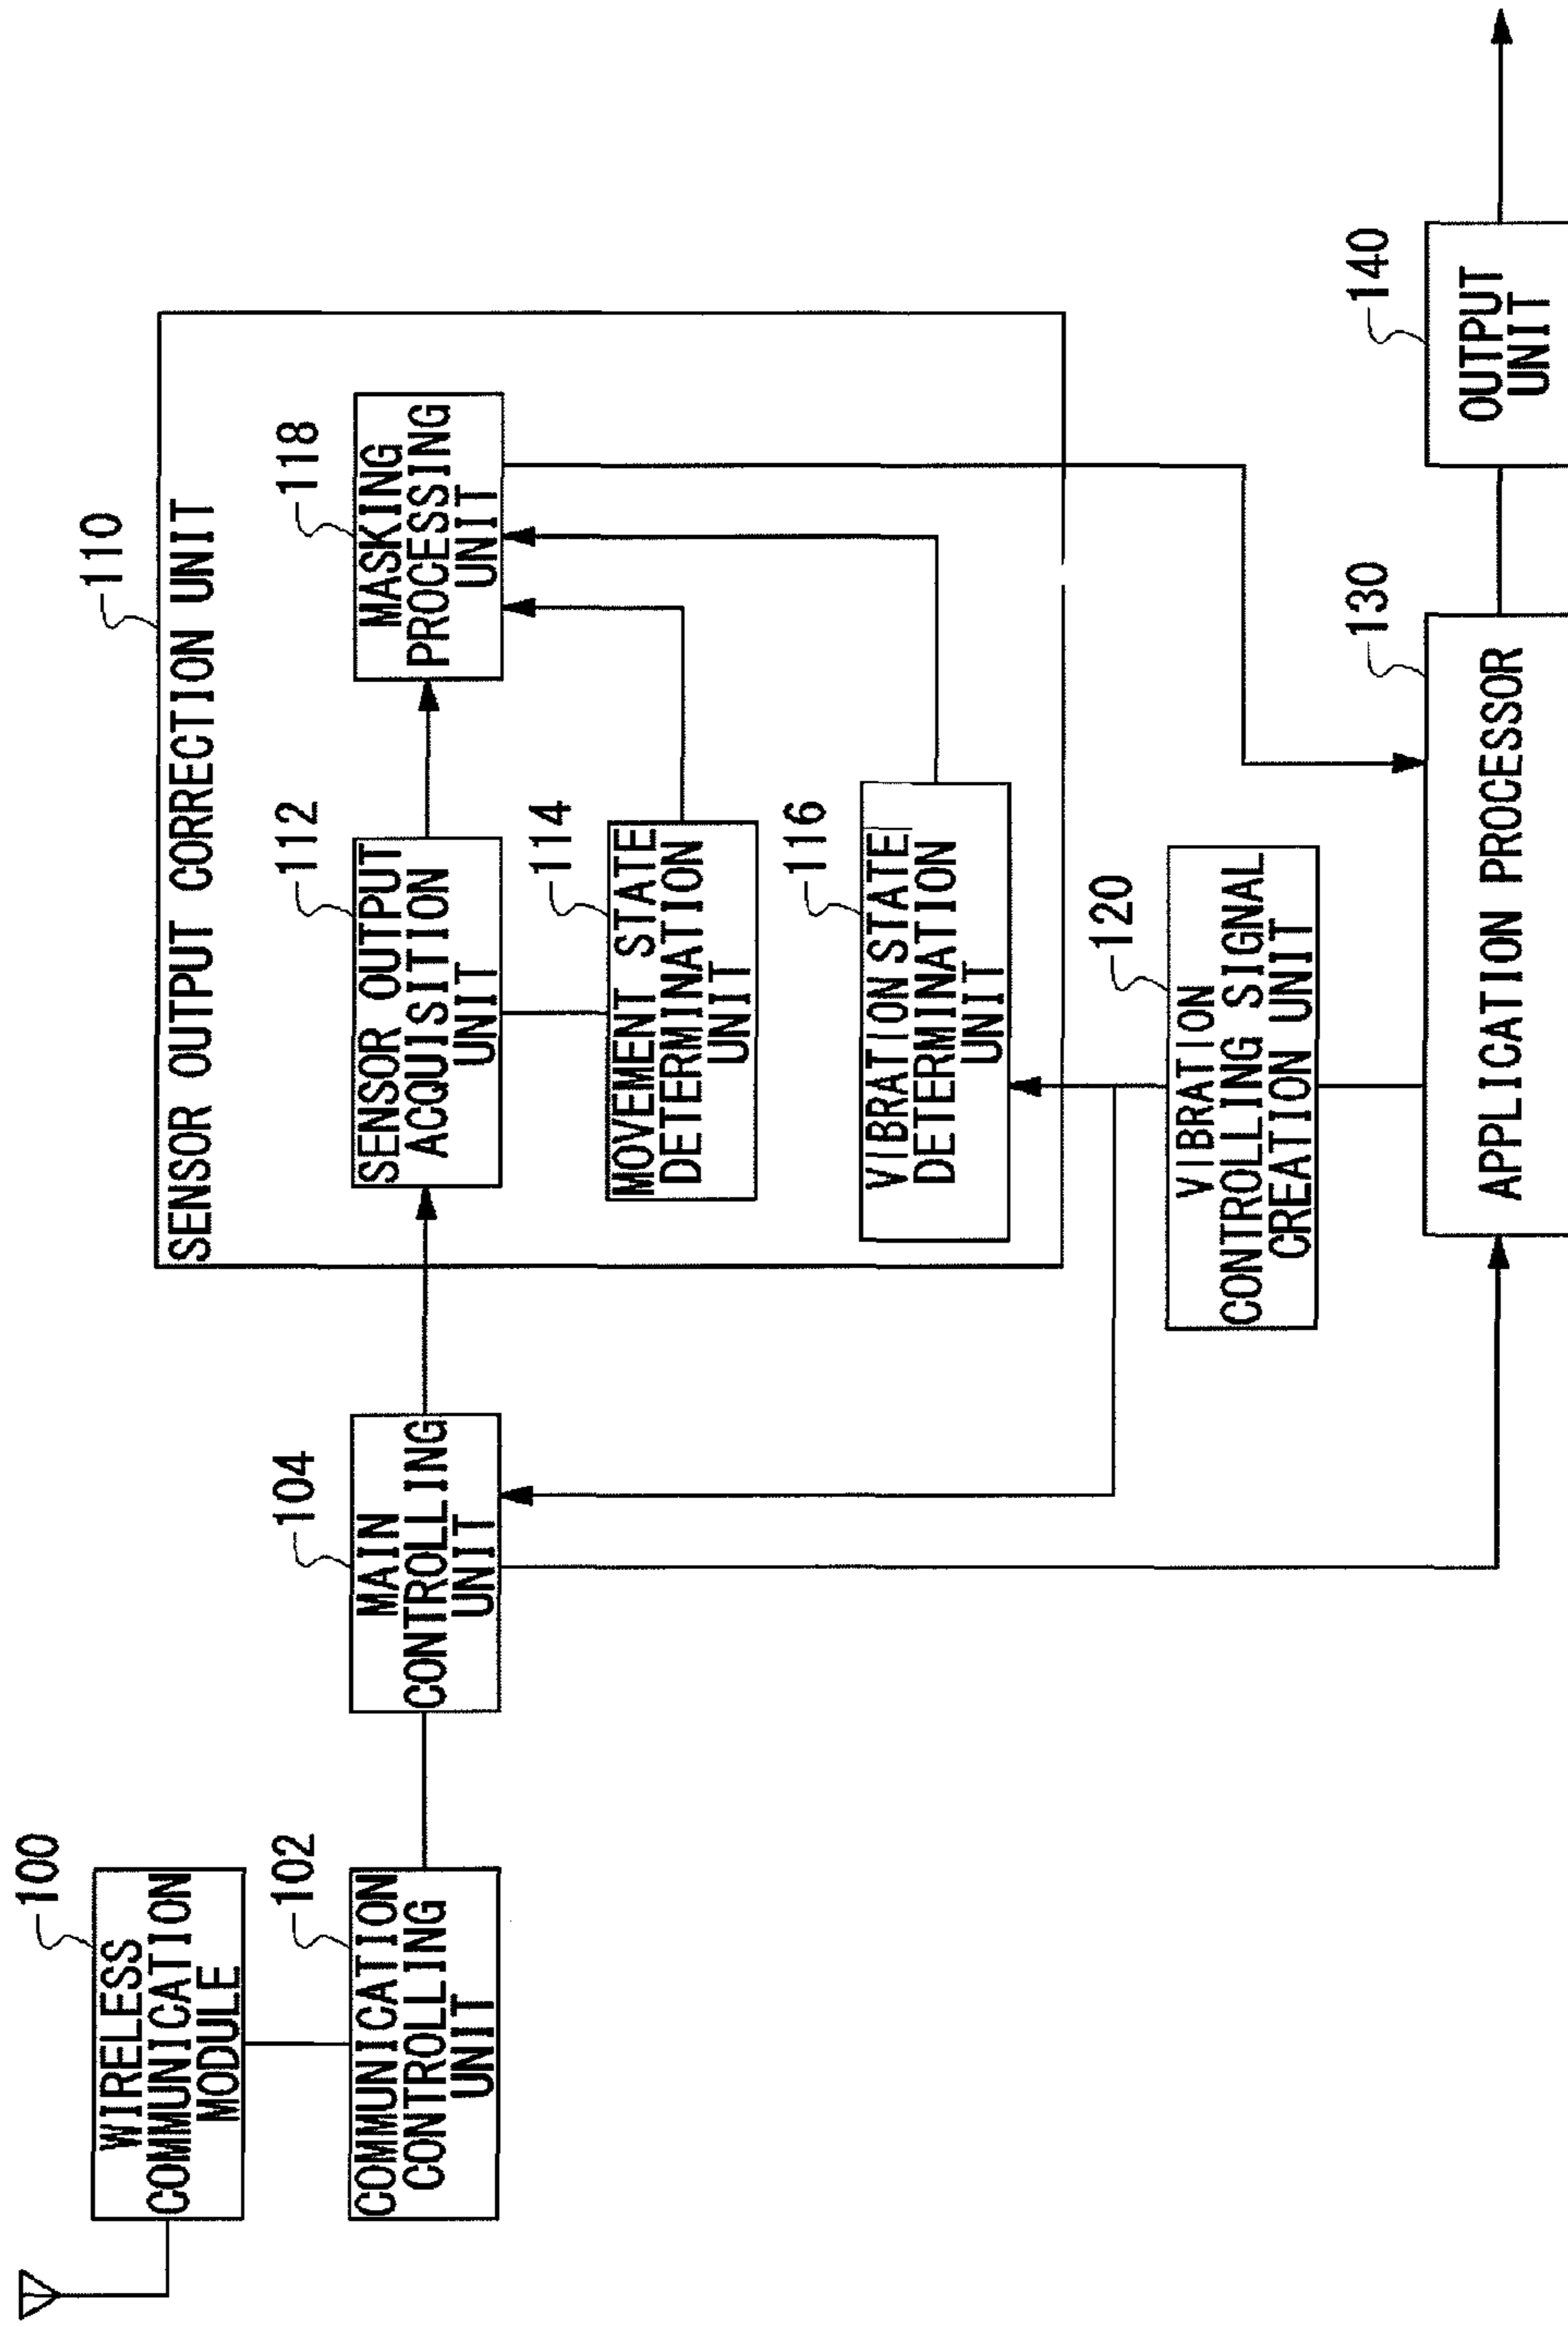 100
WIRELESS
COMMUNICATION
MODULE
102
COMMUNICATION
CONTROLLING
UNIT
104
MAIN
CONTROLLING
UNIT
110
SENSOR OUTPUT CORRECTION UNIT
112
SENSOR OUTPUT
ACQUISITION
UNIT
118
MASKING
PROCESSING
UNIT
114
MOVEMENT STATE
DETERMINATION
UNIT
116
VIBRATION STATE
DETERMINATION
UNIT
120
VIBRATION
CONTROLLING SIGNAL
CREATION UNIT
130
APPLICATION PROCESSOR
140
OUTPUT
UNIT